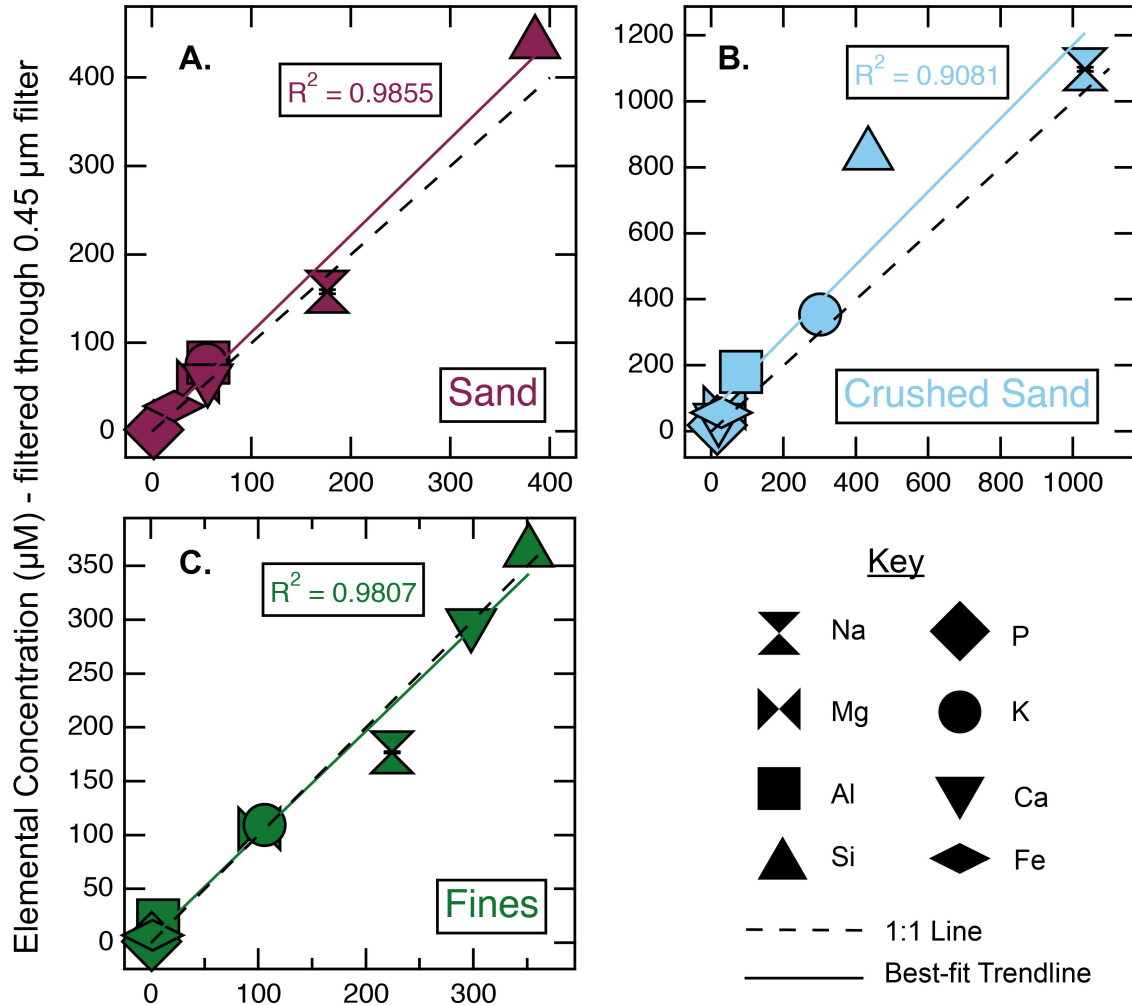 Elemental Concentration (µM) - filtered through 0.45 µm filter
A.
R² = 0.9855
Sand
400
300
200
100
0
0 100 200 300 400
B.
R² = 0.9081
Crushed Sand
1200
1000
800
600
400
200
0
0 200 400 600 800 1000
C.
R² = 0.9807
Fines
350
300
250
200
150
100
50
0
0 100 200 300
Key
Na P
Mg K
Al Ca
Si Fe
1:1 Line
Best-fit Trendline